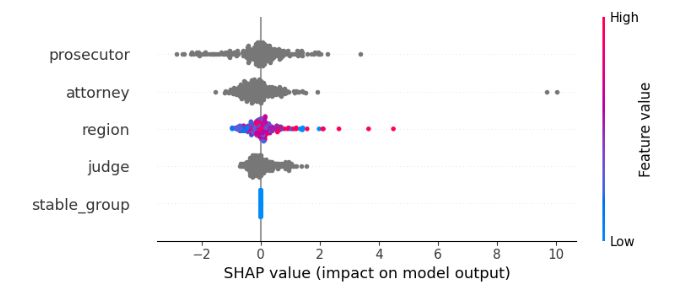 High
prosecutor
attorney
region
judge
stable_group
Feature value
Low
−2 0 2 4 6 8 10
SHAP value (impact on model output)